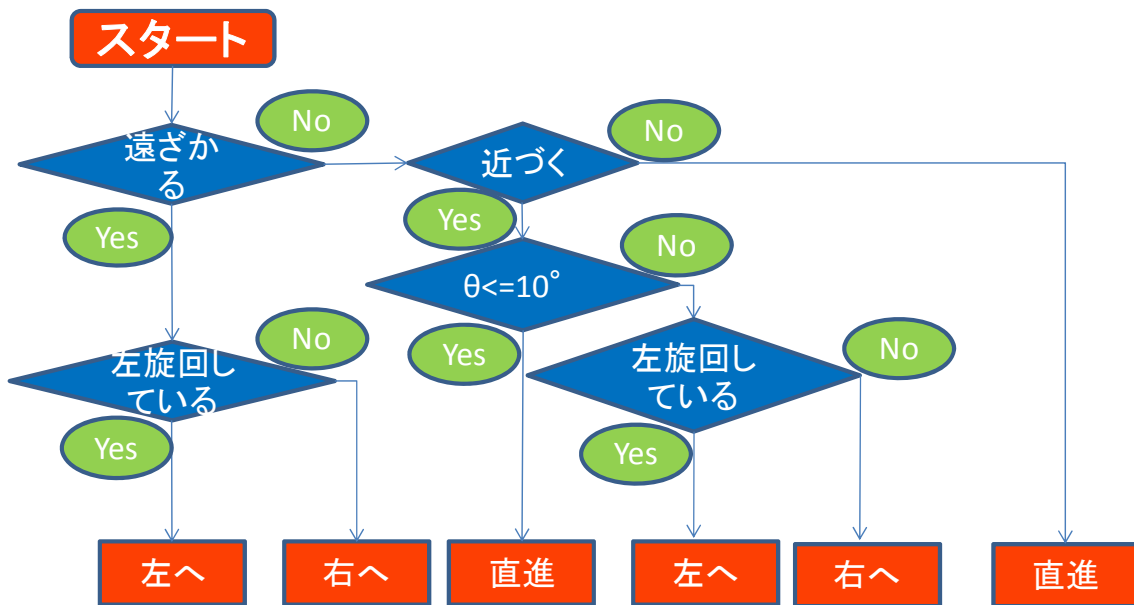 スタート
No
No
遠ざか
る
近づく
Yes
Yes
No
θ<=10°
No
Yes
No
左旋回し
ている
左旋回し
ている
Yes
Yes
左へ
右へ
直進
左へ
右へ
直進